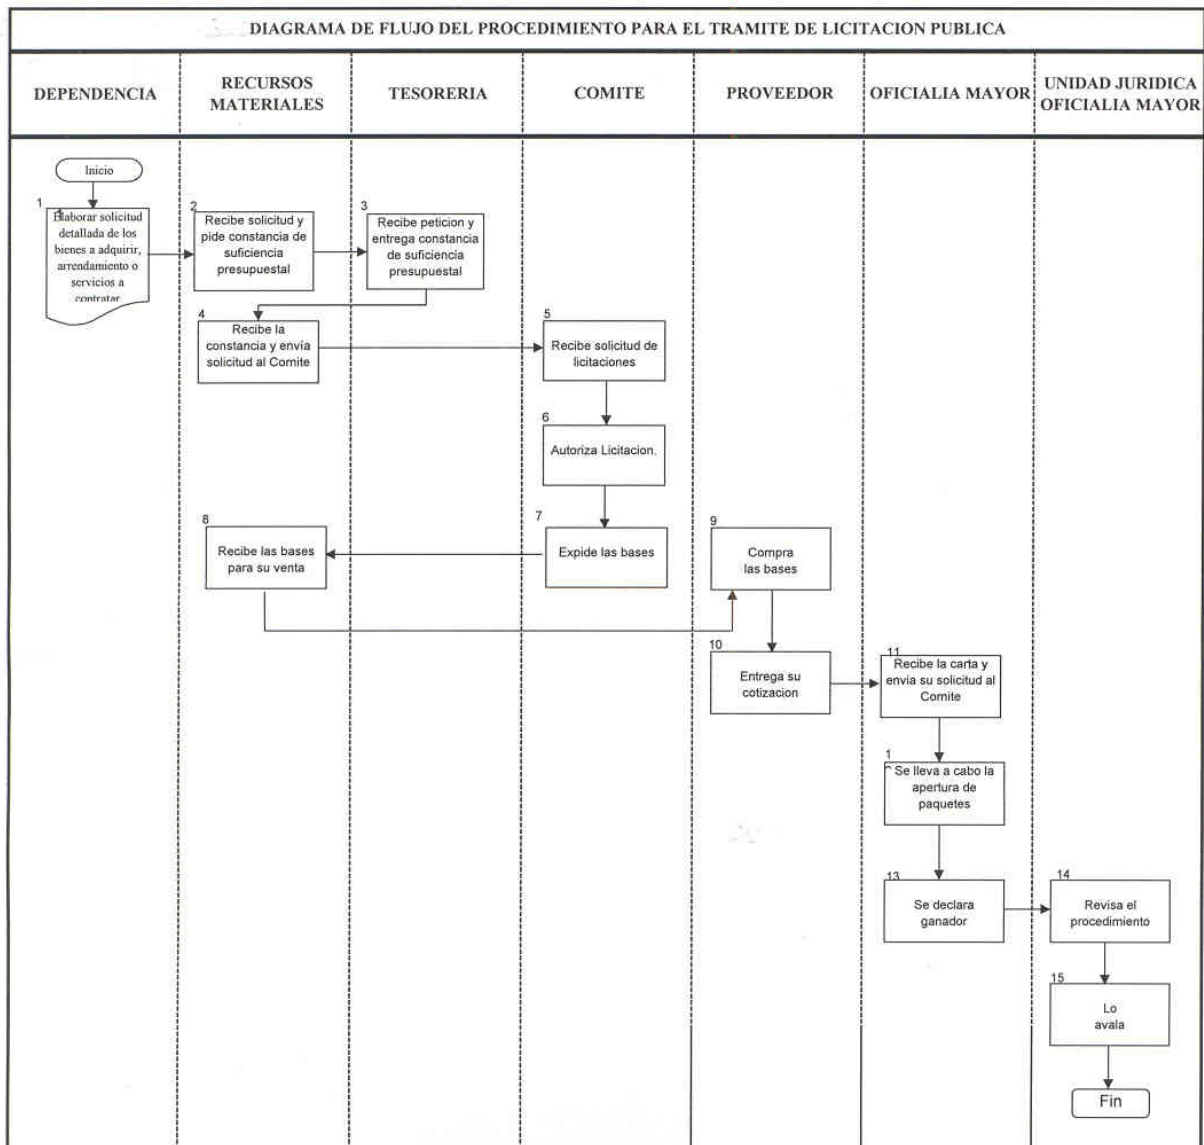 DIAGRAMA DE FLUJO DEL PROCEDIMIENTO PARA EL TRAMITE DE LICITACION PUBLICA
DEPENDENCIA
RECURSOS
MATERIALES
TESORERIA
COMITE
PROVEEDOR
OFICIALIA MAYOR
UNIDAD JURIDICA
OFICIALIA MAYOR
Inicio
1
Elaborar solicitud
detallada de los
bienes a adquirir,
arrendamiento o
servicios a
contratar
2
Recibe solicitud y
pide constancia de
suficiencia
presupuestal
3
Recibe peticion y
entrega constancia
de suficiencia
presupuestal
4
Recibe la
constancia y envía
solicitud al Comite
5
Recibe solicitud de
licitaciones
6
Autoriza Licitacion.
7
Expide las bases
8
Recibe las bases
para su venta
9
Compra
las bases
10
Entrega su
cotizacion
11
Recibe la carta y
envia su solicitud al
Comite
1
Se lleva a cabo la
apertura de
paquetes
13
Se declara
ganador
14
Revisa el
procedimiento
15
Lo
avala
Fin